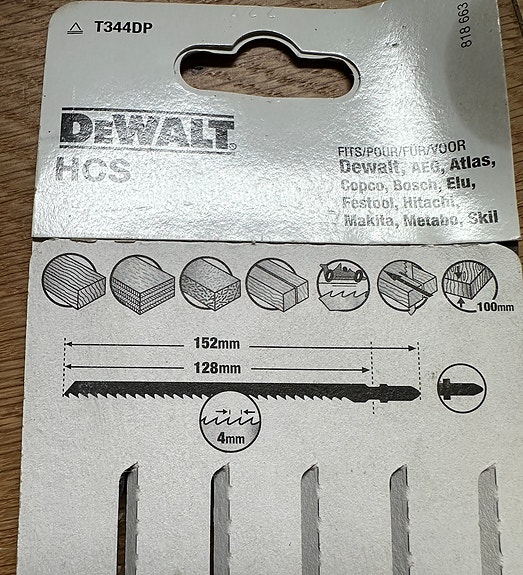 T344DP
818 663
DEWALT
HCS
FITS/POUR/FÜR/VOOR
Dewalt, AEG, Atlas,
Copco, Bosch, Elu,
Festool, Hitachi,
Makita, Metabo, Skil
100mm
152mm
128mm
4mm